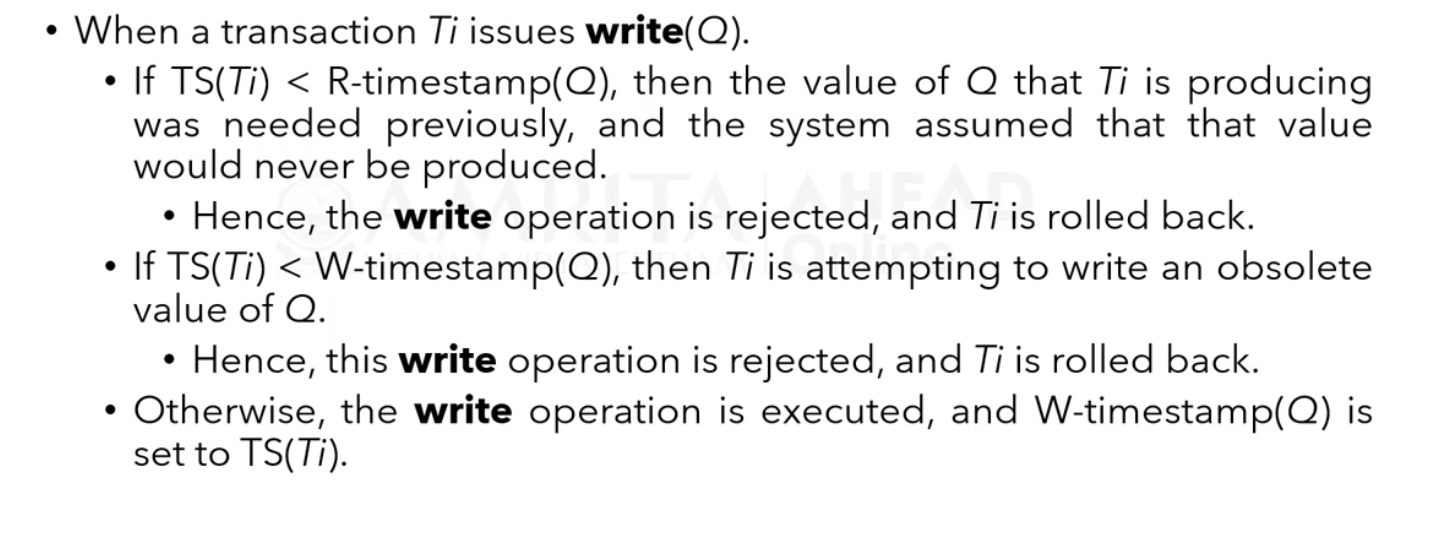 • When a transaction Ti issues write(Q).
• If TS(Ti) < R-timestamp(Q), then the value of Q that Ti is producing
was needed previously, and the system assumed that that value
would never be produced.
• Hence, the write operation is rejected, and Ti is rolled back.
• If TS(Ti) < W-timestamp(Q), then Ti is attempting to write an obsolete
value of Q.
• Hence, this write operation is rejected, and Ti is rolled back.
• Otherwise, the write operation is executed, and W-timestamp(Q) is
set to TS(Ti).
AMRITA AHEAD
Online